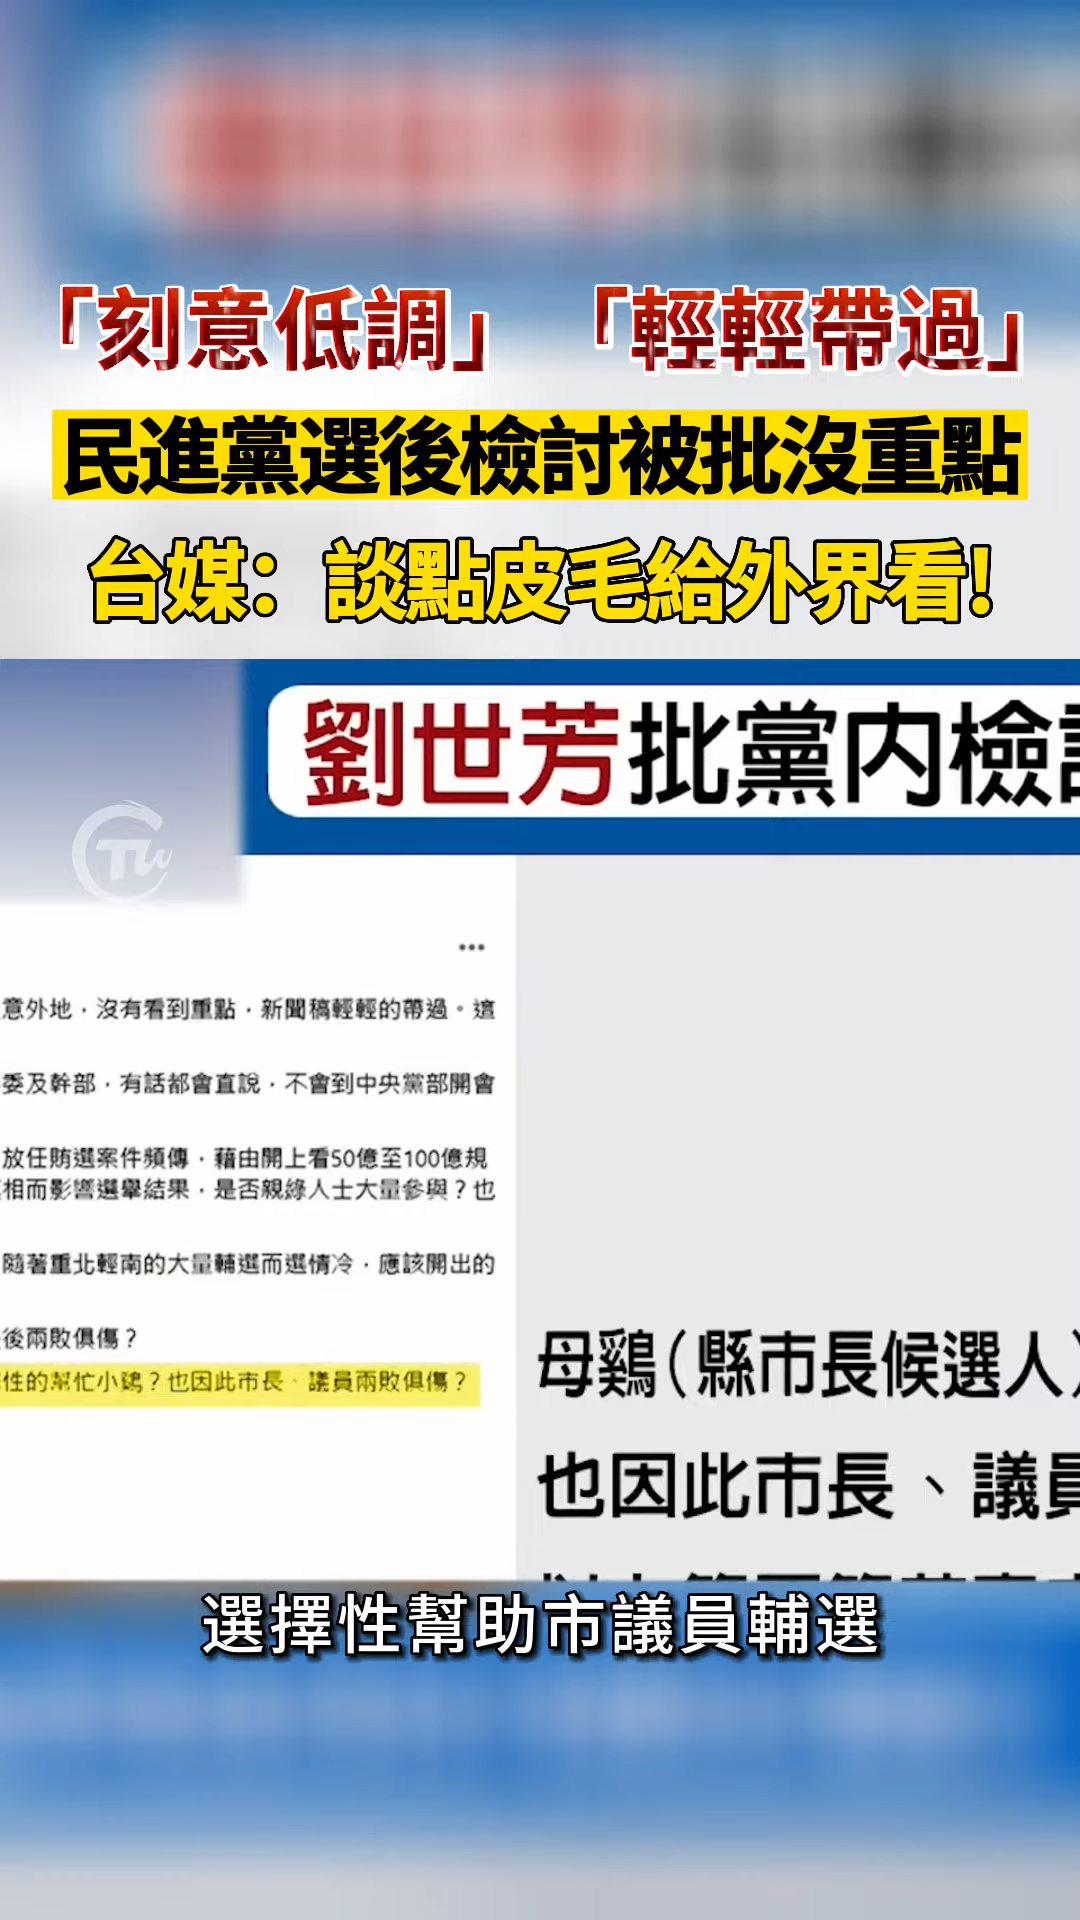 「刻意低調」 「輕輕帶過」
民進黨選後檢討被批沒重點
台媒：談點皮毛給外界看!
劉世芳批黨內檢
TW
意外地，沒有看到重點，新聞稿輕輕的帶過。這
委及幹部，有話都會直說，不會到中央黨部開會
放任賄選案件頻傳，藉由開上看50億至100億規
相而影響選舉結果，是否親綠人士大量參與？也
隨著重北輕南的大量輔選而選情冷，應該開出的
後兩敗俱傷？
性的幫忙小鷄？也因此市長、議員兩敗俱傷？
母鷄（縣市長候選人）
也因此市長、議員
選擇性幫助市議員輔選